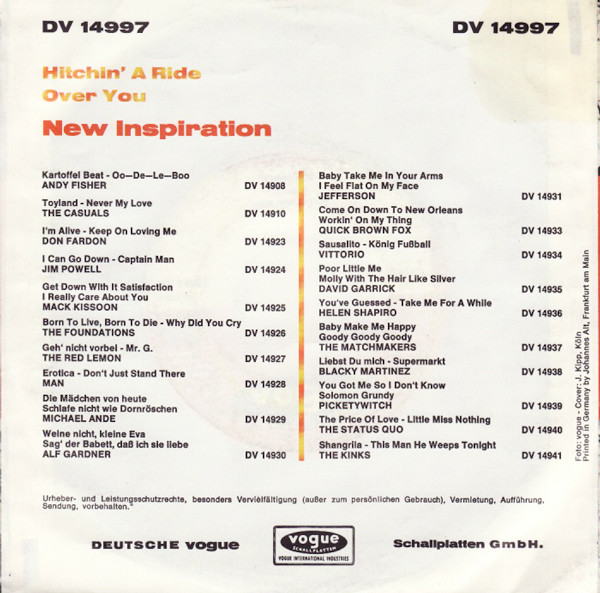 DV 14997
DV 14997
Hitchin' A Ride
Over You
New Inspiration
Kartoffel Beat - Oo—De—Le—Boo
ANDY FISHER DV 14908
Toyland - Never My Love
THE CASUALS DV 14910
I'm Alive - Keep On Loving Me
DON FARDON DV 14923
I Can Go Down - Captain Man
JIM POWELL DV 14924
Get Down With It Satisfaction
I Really Care About You
MACK KISSOON DV 14925
Born To Live, Born To Die - Why Did You Cry
THE FOUNDATIONS DV 14926
Geh' nicht vorbei - Mr. G.
THE RED LEMON DV 14927
Erotica - Don't Just Stand There
MAN DV 14928
Die Mädchen von heute
Schlafe nicht wie Dornröschen
MICHAEL ANDE DV 14929
Weine nicht, kleine Eva
Sag' der Babett, daß ich sie liebe
ALF GARDNER DV 14930
Baby Take Me In Your Arms
I Feel Flat On My Face
JEFFERSON DV 14931
Come On Down To New Orleans
Workin' On My Thing
QUICK BROWN FOX DV 14933
Sausalito - König Fußball
VITTORIO DV 14934
Poor Little Me
Molly With The Hair Like Silver
DAVID GARRICK DV 14935
You've Guessed - Take Me For A While
HELEN SHAPIRO DV 14936
Baby Make Me Happy
Goody Goody Goody
THE MATCHMAKERS DV 14937
Liebst Du mich - Supermarkt
BLACKY MARTINEZ DV 14938
You Got Me So I Don't Know
Solomon Grundy
PICKETYWITCH DV 14939
The Price Of Love - Little Miss Nothing
THE STATUS QUO DV 14940
Shangrila - This Man He Weeps Tonight
THE KINKS DV 14941
Foto: vogue - Cover: J. Kipp, Köln
Printed in Germany by Johannes Alt, Frankfurt am Main
Urheber- und Leistungsschutzrechte, besonders Vervielfältigung (außer zum persönlichen Gebrauch), Vermietung, Aufführung,
Sendung, vorbehalten."
DEUTSCHE vogue
vogue
SCHALLPLATTEN
VOGUE INTERNATIONAL INDUSTRIES
Schallplatten GmbH.